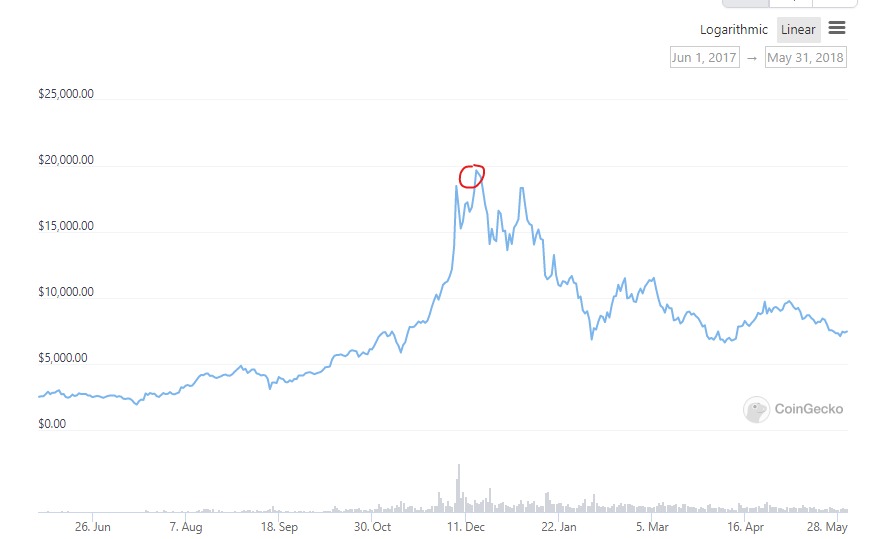 Logarithmic Linear
Jun 1, 2017 → May 31, 2018
$25,000.00
$20,000.00
$15,000.00
$10,000.00
$5,000.00
$0.00
CoinGecko
26. Jun 7. Aug 18. Sep 30. Oct 11. Dec 22. Jan 5. Mar 16. Apr 28. May